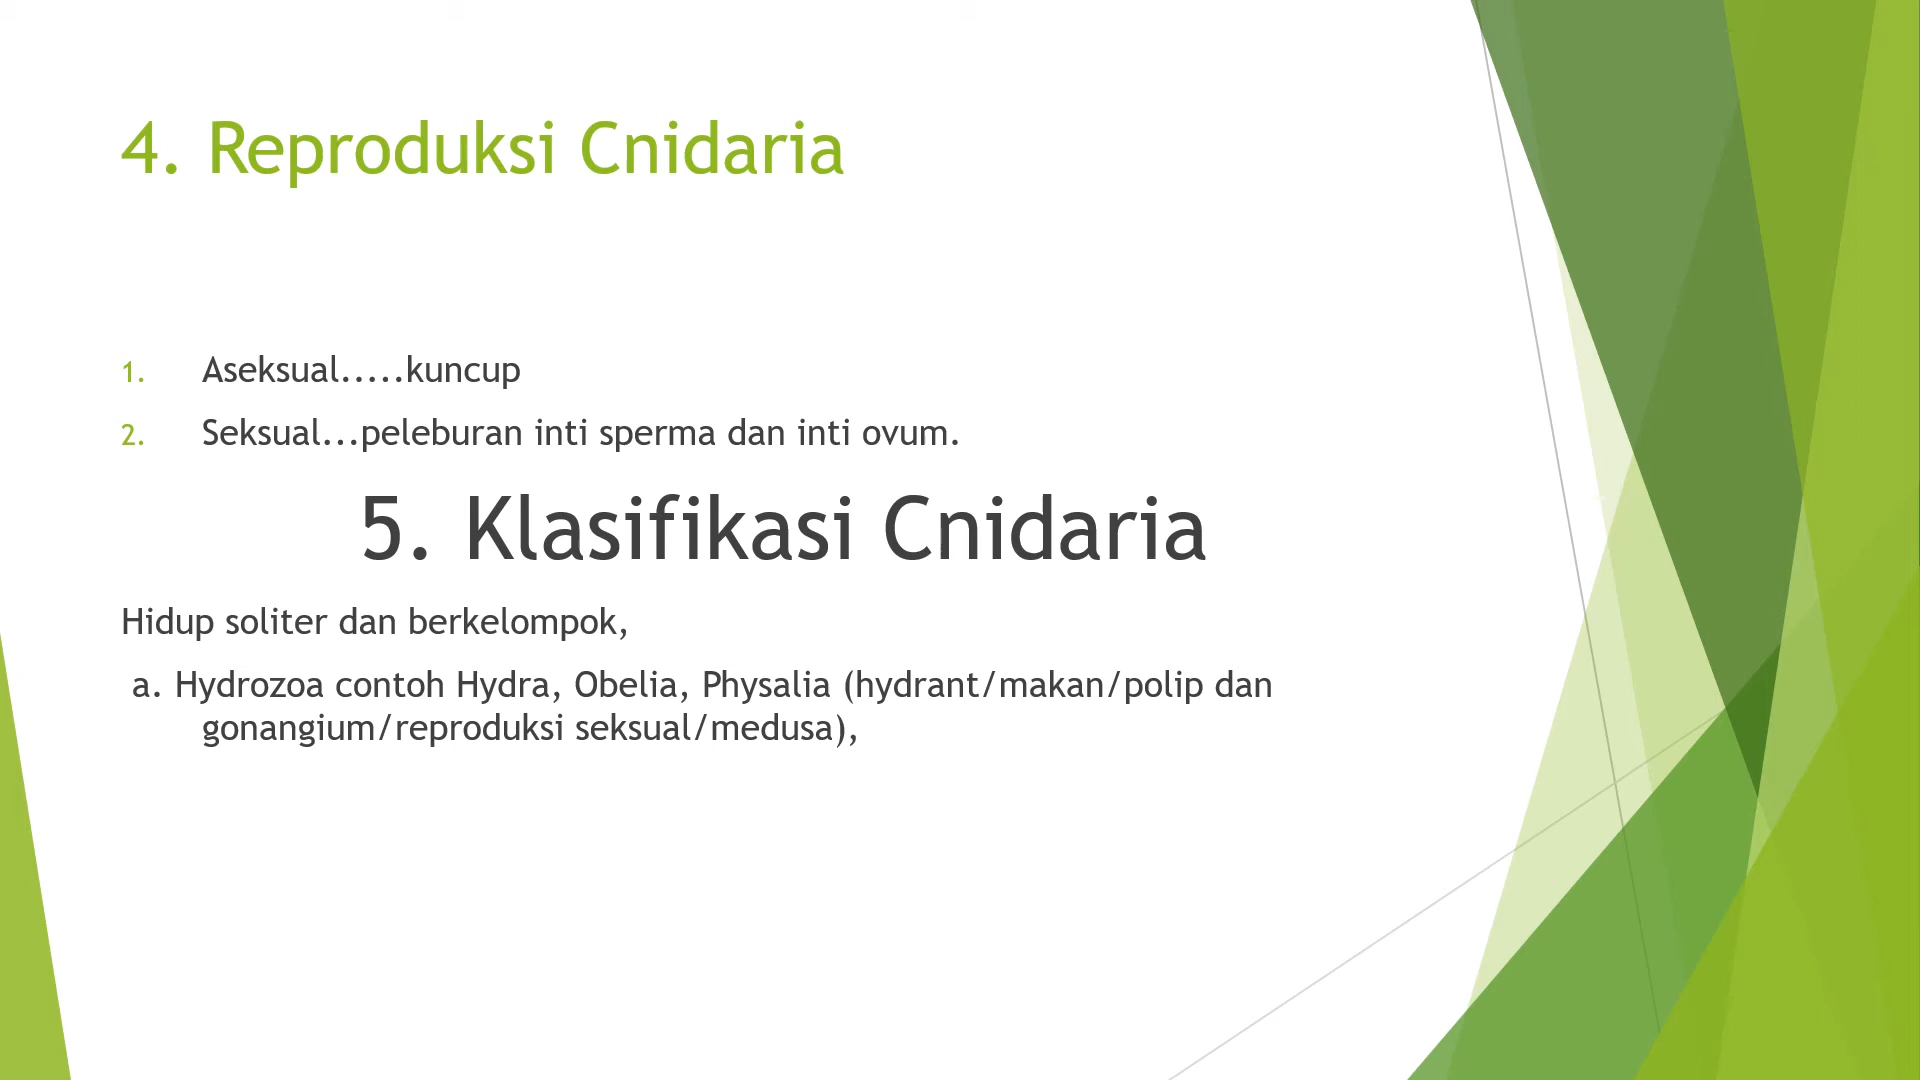 4. Reproduksi Cnidaria
1. Aseksual.....kuncup
2. Seksual...peleburan inti sperma dan inti ovum.
5. Klasifikasi Cnidaria
Hidup soliter dan berkelompok,
a. Hydrozoa contoh Hydra, Obelia, Physalia (hydrant/makan/polip dan
gonangium/reproduksi seksual/medusa),